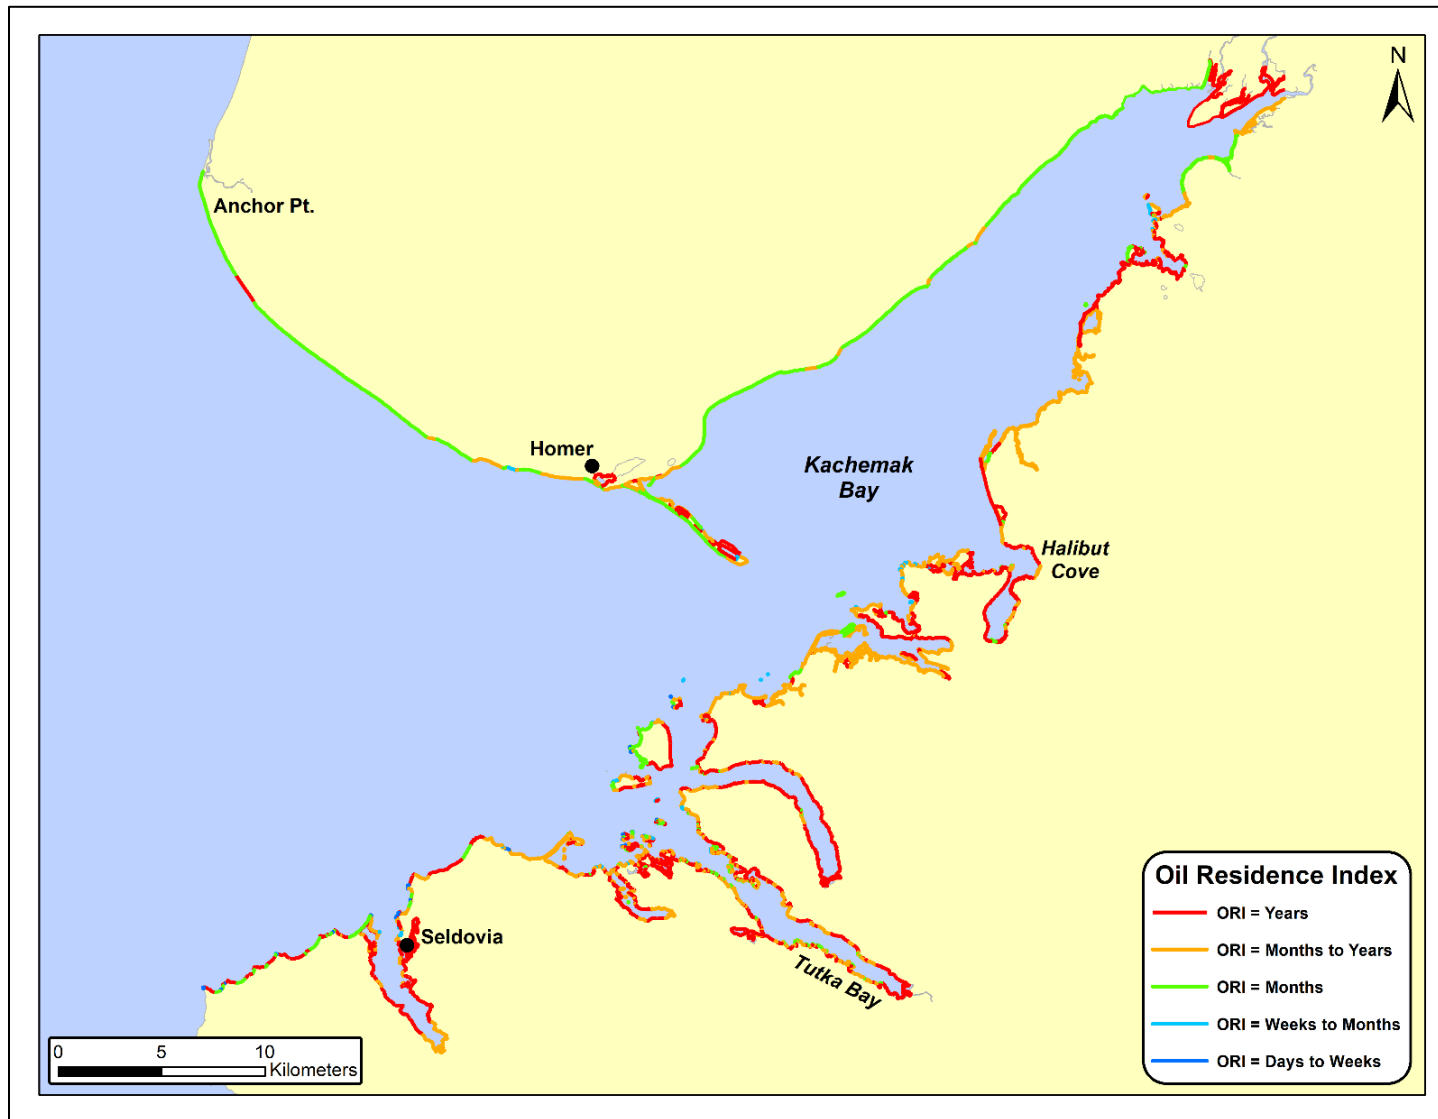 N
Anchor Pt.
Homer
Kachemak
Bay
Halibut
Cove
Seldovia
Tutka Bay
Oil Residence Index
ORI = Years
ORI = Months to Years
ORI = Months
ORI = Weeks to Months
ORI = Days to Weeks
0 5 10
Kilometers